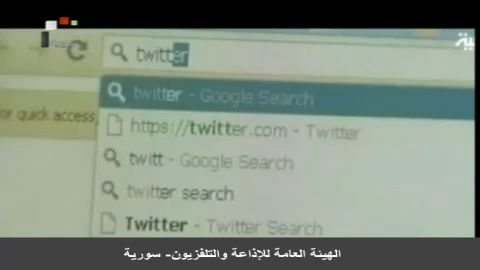 twitter
twitter - Google Search
https://twitter.com - Twitter
or quick access,
twitt - Google Search
twitter search
Twitter - Twitter Search
الهيئة العامة للإذاعة والتلفزيون- سورية